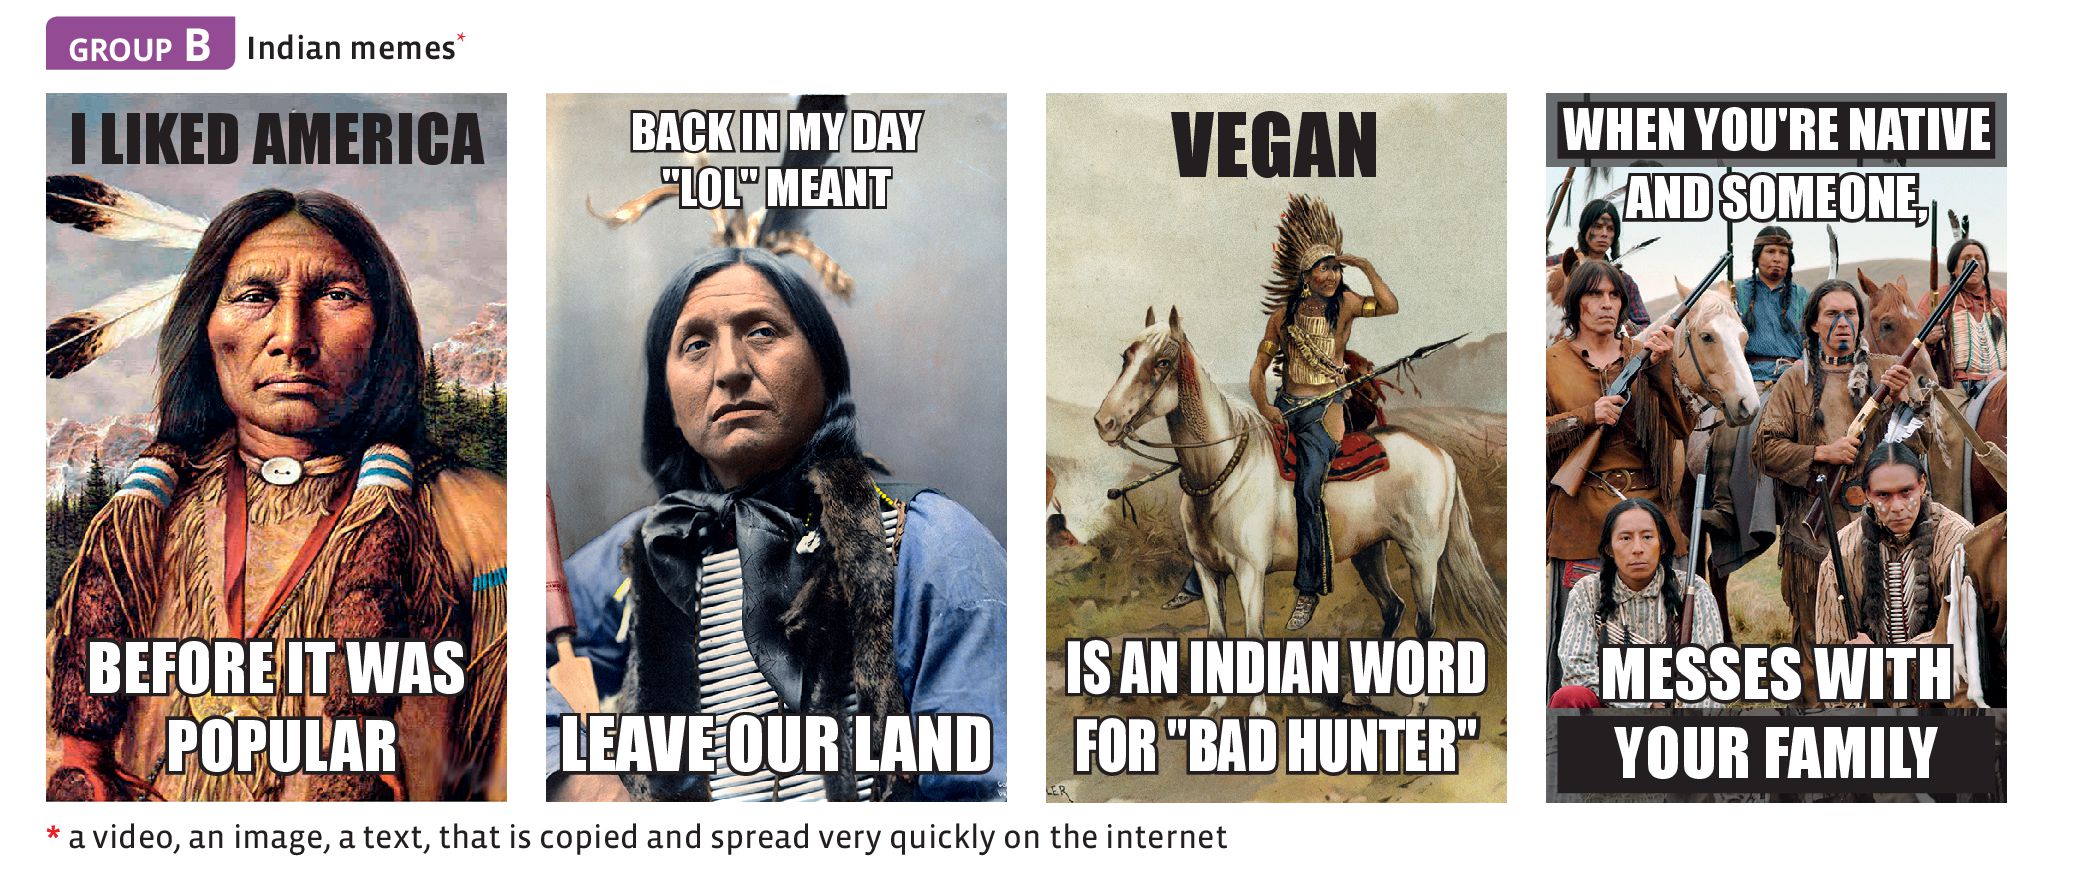 GROUP B Indian memes*
I LIKED AMERICA
BEFORE IT WAS
POPULAR
BACK IN MY DAY
"LOL" MEANT
LEAVE OUR LAND
VEGAN
IS AN INDIAN WORD
FOR "BAD HUNTER"
LER
WHEN YOU'RE NATIVE
AND SOMEONE,
MESSES WITH
YOUR FAMILY
* a video, an image, a text, that is copied and spread very quickly on the internet